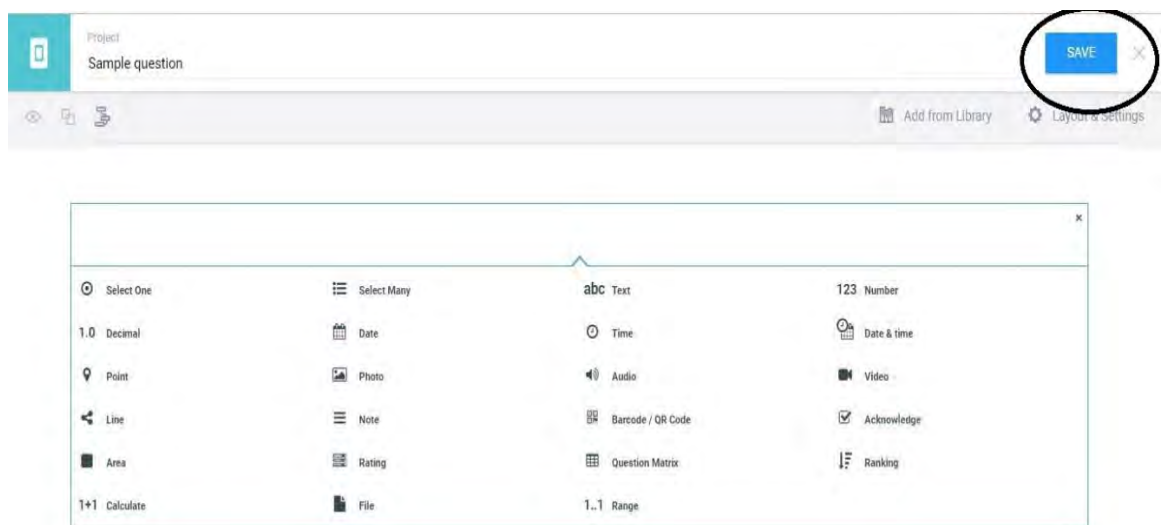 Project
Sample question
SAVE
Add from Library
Layout & Settings
Select One
Select Many
abc Text
123 Number
1.0 Decimal
Date
Time
Date & time
Point
Photo
Audio
Video
Line
Note
Barcode / QR Code
Acknowledge
Area
Rating
Question Matrix
Ranking
1+1 Calculate
File
1..1 Range